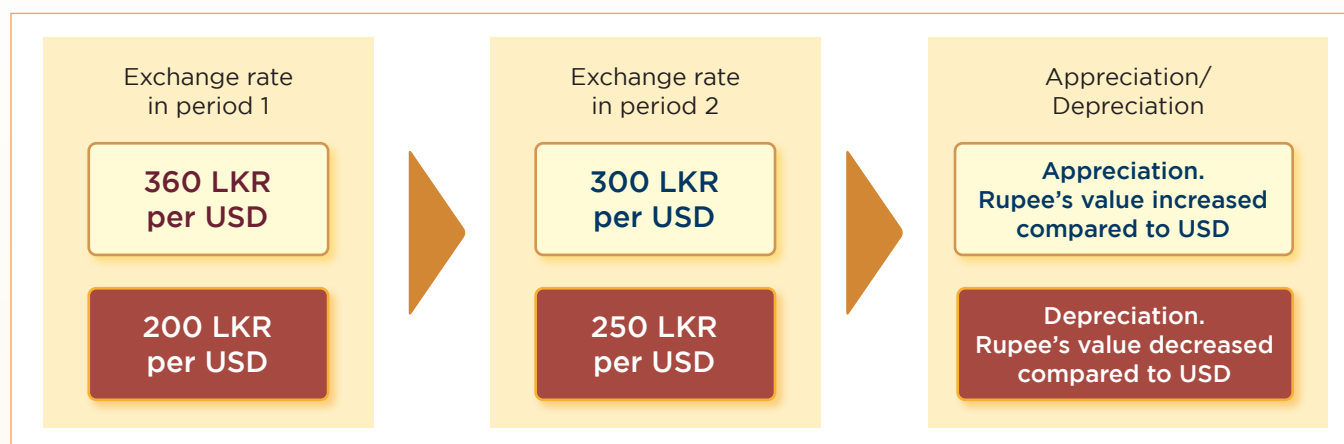 Exchange rate
in period 1
360 LKR
per USD
200 LKR
per USD
Exchange rate
in period 2
300 LKR
per USD
250 LKR
per USD
Appreciation/
Depreciation
Appreciation.
Rupee’s value increased
compared to USD
Depreciation.
Rupee’s value decreased
compared to USD